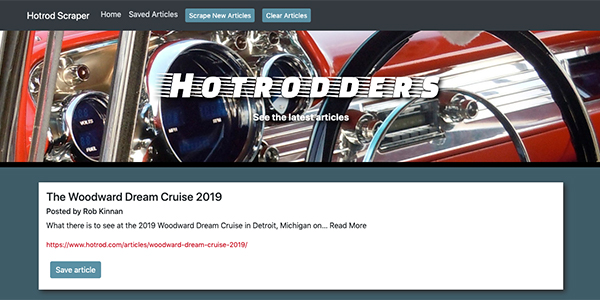 Hotrod Scraper Home Saved Articles Scrape New Articles Clear Articles
HOTRODDERS
See the latest articles
VOLTS
MPH
RPM
FUEL
The Woodward Dream Cruise 2019
Posted by Rob Kinnan
What there is to see at the 2019 Woodward Dream Cruise in Detroit, Michigan on... Read More
https://www.hotrod.com/articles/woodward-dream-cruise-2019/
Save article